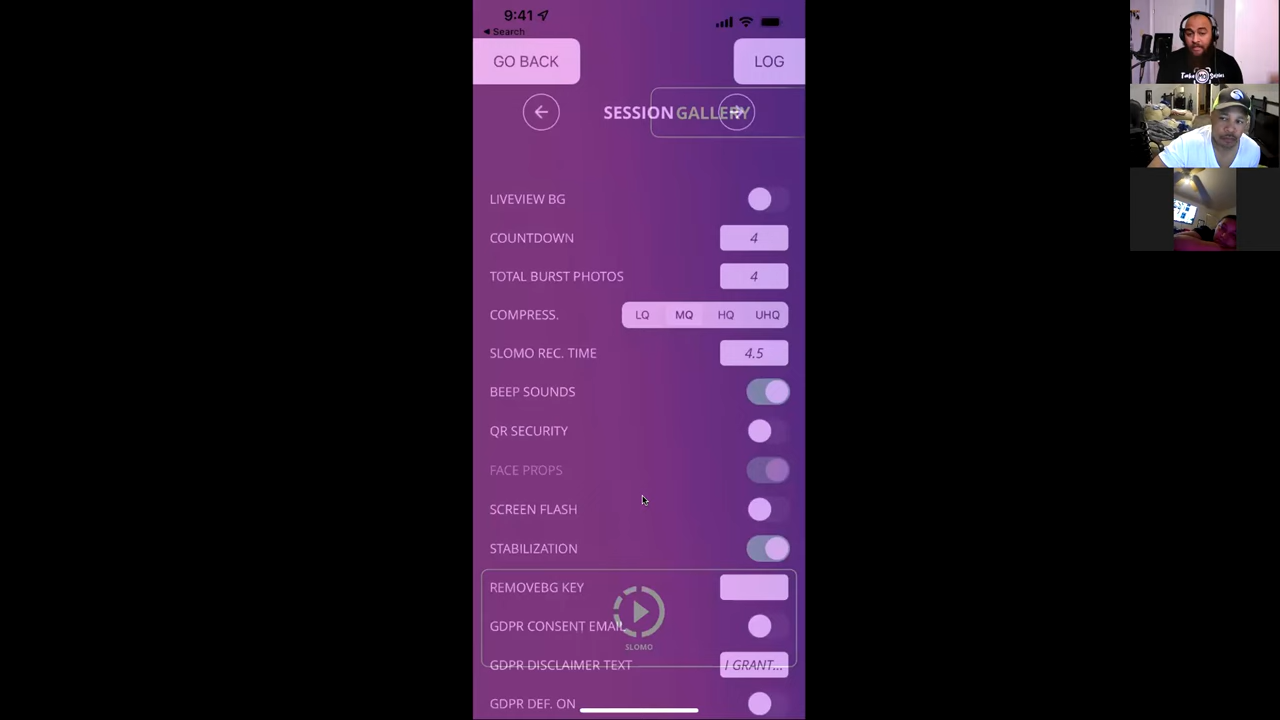 9:41
Search
GO BACK
LOG
SESSION GALLERY
LIVEVIEW BG
COUNTDOWN 4
TOTAL BURST PHOTOS 4
COMPRESS. LQ MQ HQ UHQ
SLOMO REC. TIME 4.5
BEEP SOUNDS
QR SECURITY
FACE PROPS
SCREEN FLASH
STABILIZATION
REMOVEBG KEY
GDPR CONSENT EMAIL
SLOMO
GDPR DISCLAIMER TEXT I GRANT...
GDPR DEF. ON